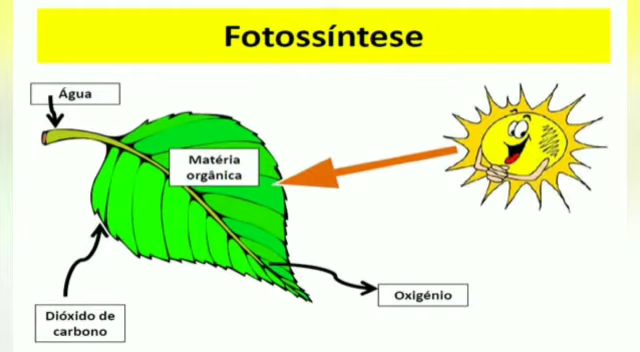 Fotossíntese
Água
Matéria
orgânica
Oxigénio
Dióxido de
carbono